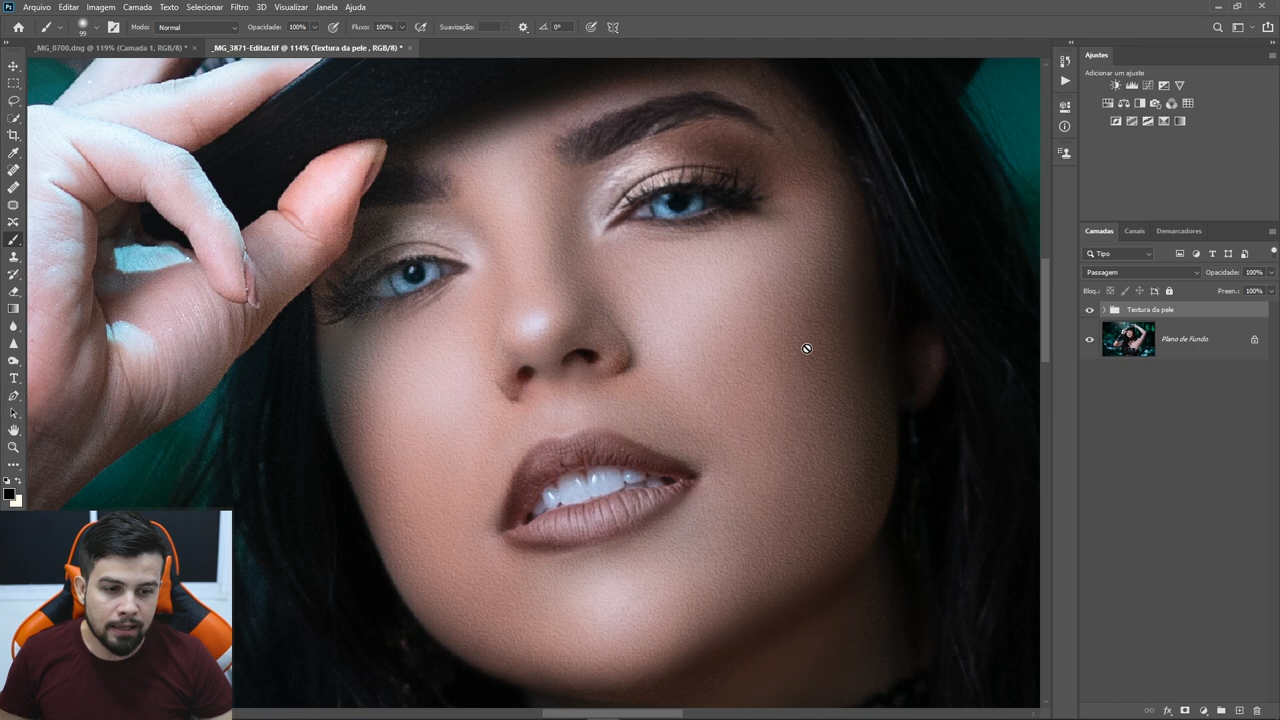 Ps Arquivo Editar Imagem Camada Texto Selecionar Filtro 3D Visualizar Janela Ajuda
99 Modo: Normal Opacidade: 100% Fluxo: 100% Suavização: 0°
_MG_0700.dng @ 119% (Camada 1, RGB/8) * × _MG_3871-Editar.tif @ 114% (Textura da pele , RGB/8) * ×
Ajustes
Adicionar um ajuste
Camadas Canais Demarcadores
Tipo
Passagem Opacidade: 100%
Bloq.: Preen.: 100%
Textura da pele
Plano de Fundo